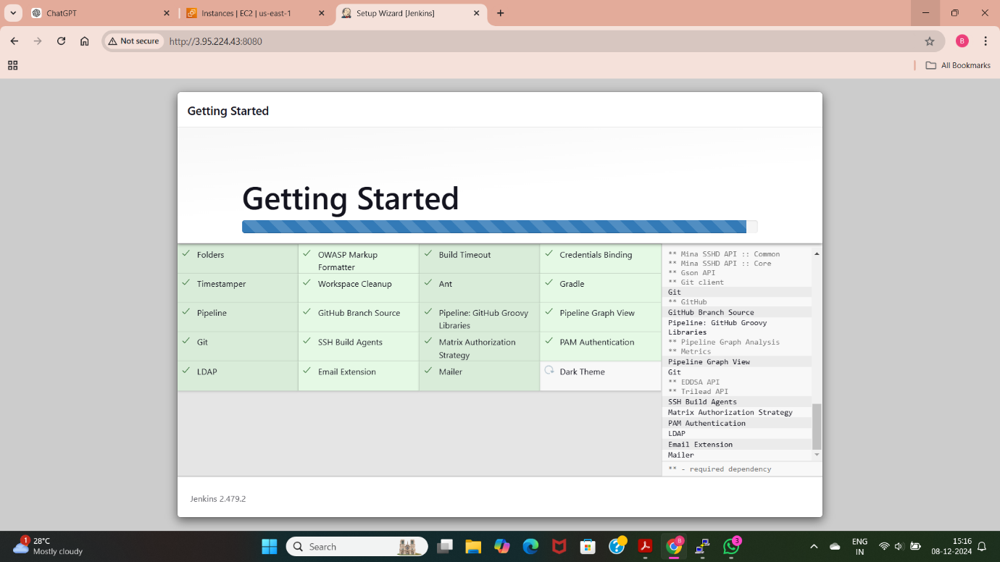 ChatGPT
Instances | EC2 | us-east-1
Setup Wizard [Jenkins]
Not secure
http://3.95.224.43:8080
B
All Bookmarks
Getting Started
Getting Started
Folders
OWASP Markup
Formatter
Build Timeout
Credentials Binding
Timestamper
Workspace Cleanup
Ant
Gradle
Pipeline
GitHub Branch Source
Pipeline: GitHub Groovy
Libraries
Pipeline Graph View
Git
SSH Build Agents
Matrix Authorization
Strategy
PAM Authentication
LDAP
Email Extension
Mailer
Dark Theme
** Mina SSHD API :: Common
** Mina SSHD API :: Core
** Gson API
** Git client
Git
** GitHub
GitHub Branch Source
Pipeline: GitHub Groovy
Libraries
** Pipeline Graph Analysis
** Metrics
Pipeline Graph View
Git
** EDDSA API
** Trilead API
SSH Build Agents
Matrix Authorization Strategy
PAM Authentication
LDAP
Email Extension
Mailer
** - required dependency
Jenkins 2.479.2
1
28°C
Mostly cloudy
Search
B
3
ENG
IN
15:16
08-12-2024